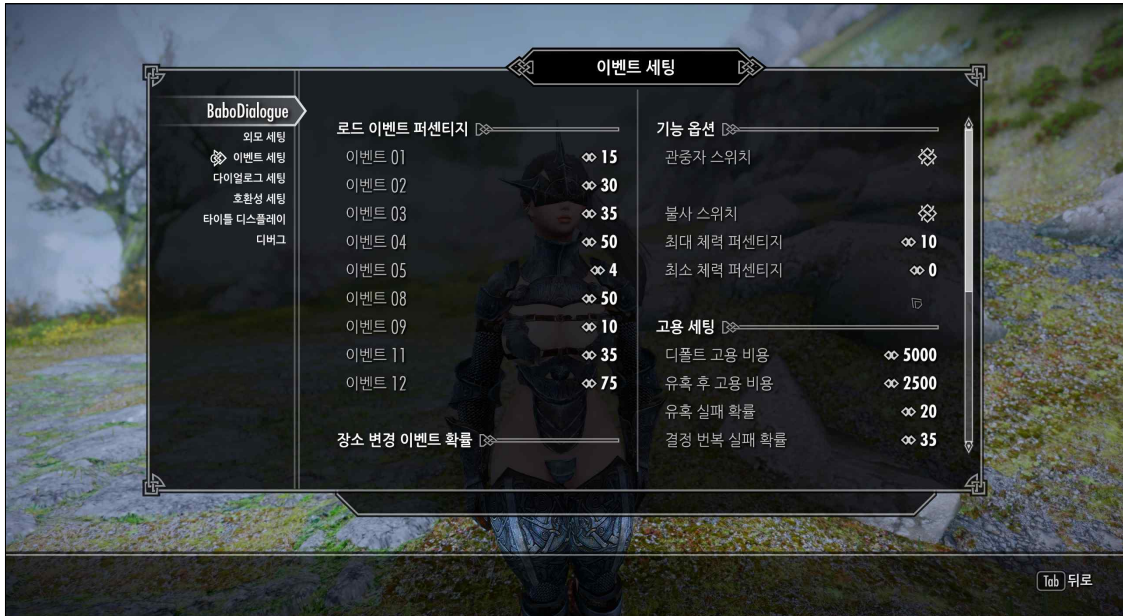 이벤트 세팅
BaboDialogue
외모 세팅
이벤트 세팅
다이얼로그 세팅
호환성 세팅
타이틀 디스플레이
디버그
로드 이벤트 퍼센티지
이벤트 01 15
이벤트 02 30
이벤트 03 35
이벤트 04 50
이벤트 05 4
이벤트 08 50
이벤트 09 10
이벤트 11 35
이벤트 12 75
장소 변경 이벤트 확률
기능 옵션
관중자 스위치
불사 스위치
최대 체력 퍼센티지 10
최소 체력 퍼센티지 0
고용 세팅
디폴트 고용 비용 5000
유혹 후 고용 비용 2500
유혹 실패 확률 20
결정 번복 실패 확률 35
Tab 뒤로